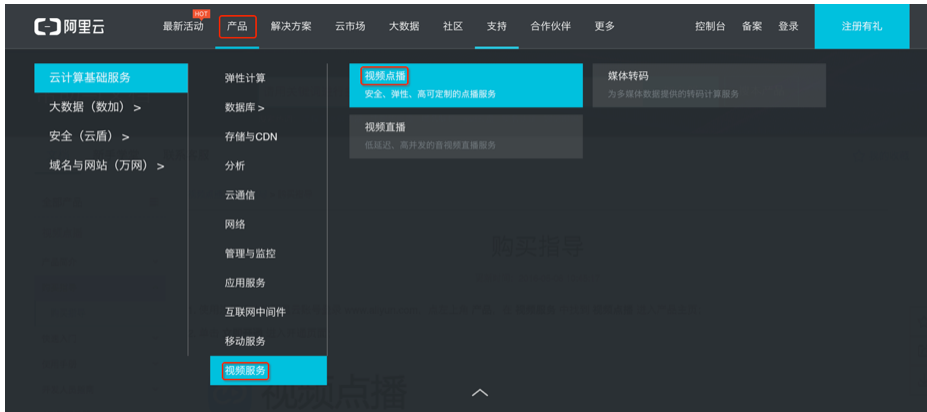 阿里云
最新活动 HOT 产品 解决方案 云市场 大数据 社区 支持 合作伙伴 更多 控制台 备案 登录 注册有礼
云计算基础服务
大数据（数加） >
安全（云盾） >
域名与网站（万网） >
弹性计算
数据库 >
存储与CDN
分析
云通信
网络
管理与监控
应用服务
互联网中间件
移动服务
视频服务
视频点播
安全、弹性、高可定制的点播服务
视频直播
低延迟、高并发的音视频直播服务
媒体转码
为多媒体数据提供的转码计算服务
购买指导
视频点播